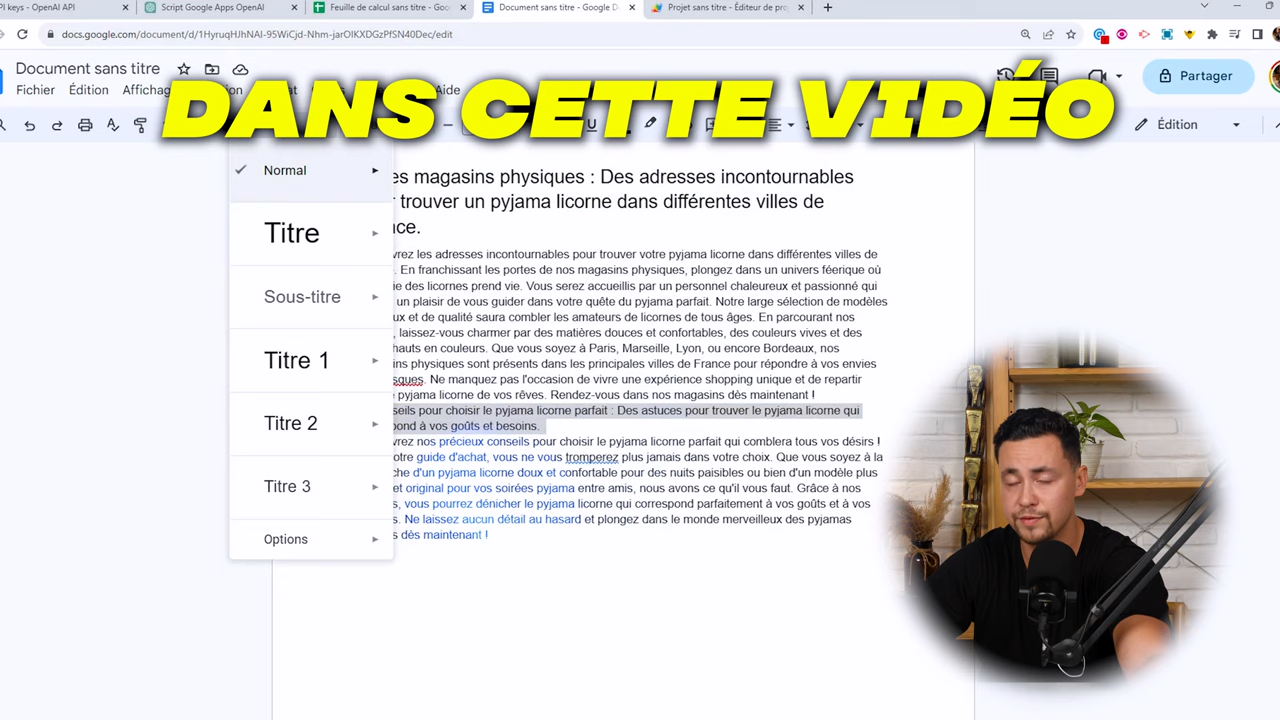 PI keys - OpenAI API
Script Google Apps OpenAI
Feuille de calcul sans titre - Goog
Document sans titre - Google D
Projet sans titre - Éditeur de pro
docs.google.com/document/d/1HyruqHJhNAI-95WiCjd-Nhm-jarOIKXDGzPfSN40Dec/edit
Document sans titre
Partager
Fichier Édition Affichag Aide
DANS CETTE VIDÉO
Édition
Normal
Titre
Sous-titre
Titre 1
Titre 2
Titre 3
Options
es magasins physiques : Des adresses incontournables
r trouver un pyjama licorne dans différentes villes de
nce.
vrez les adresses incontournables pour trouver votre pyjama licorne dans différentes villes de
. En franchissant les portes de nos magasins physiques, plongez dans un univers féerique où
ie des licornes prend vie. Vous serez accueillis par un personnel chaleureux et passionné qui
un plaisir de vous guider dans votre quête du pyjama parfait. Notre large sélection de modèles
ux et de qualité saura combler les amateurs de licornes de tous âges. En parcourant nos
, laissez-vous charmer par des matières douces et confortables, des couleurs vives et des
hauts en couleurs. Que vous soyez à Paris, Marseille, Lyon, ou encore Bordeaux, nos
ins physiques sont présents dans les principales villes de France pour répondre à vos envies
sques. Ne manquez pas l'occasion de vivre une expérience shopping unique et de repartir
pyjama licorne de vos rêves. Rendez-vous dans nos magasins dès maintenant !
seils pour choisir le pyjama licorne parfait : Des astuces pour trouver le pyjama licorne qui
pond à vos goûts et besoins.
vrez nos précieux conseils pour choisir le pyjama licorne parfait qui comblera tous vos désirs !
otre guide d'achat, vous ne vous tromperez plus jamais dans votre choix. Que vous soyez à la
che d'un pyjama licorne doux et confortable pour des nuits paisibles ou bien d'un modèle plus
et original pour vos soirées pyjama entre amis, nous avons ce qu'il vous faut. Grâce à nos
s, vous pourrez dénicher le pyjama licorne qui correspond parfaitement à vos goûts et à vos
s. Ne laissez aucun détail au hasard et plongez dans le monde merveilleux des pyjamas
s dès maintenant !